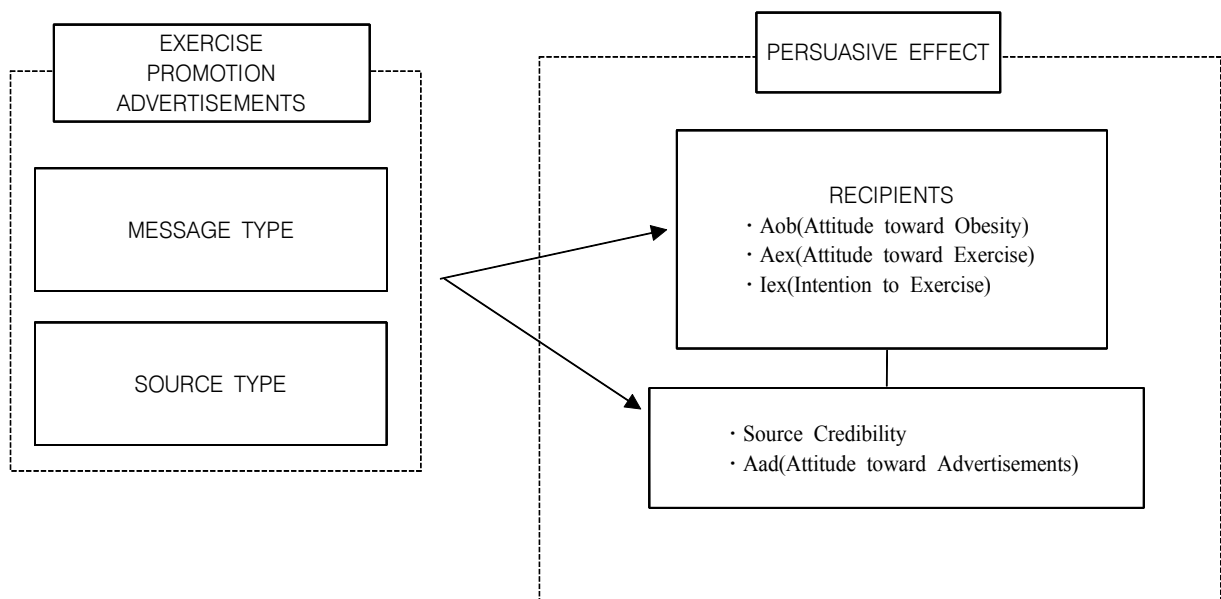 EXERCISE
PROMOTION
ADVERTISEMENTS
MESSAGE TYPE
SOURCE TYPE
PERSUASIVE EFFECT
RECIPIENTS
· Aob(Attitude toward Obesity)
· Aex(Attitude toward Exercise)
· Iex(Intention to Exercise)
· Source Credibility
· Aad(Attitude toward Advertisements)